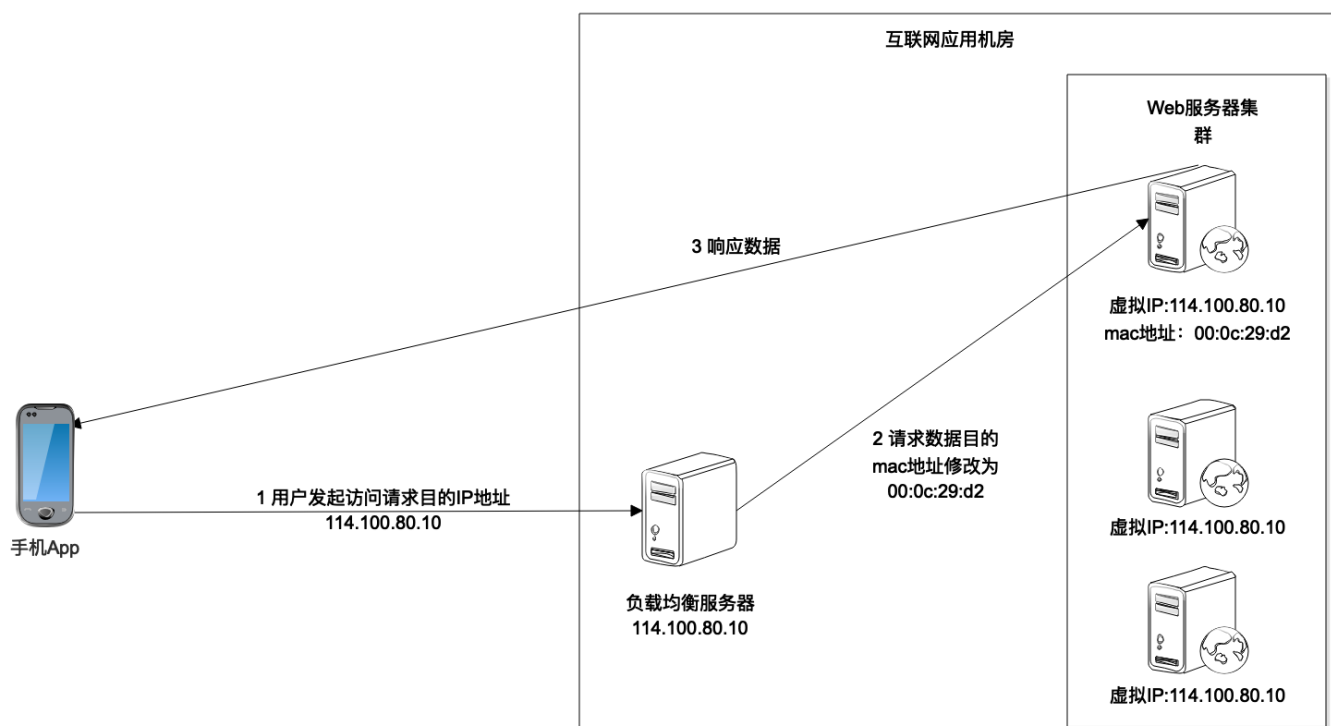 互联网应用机房
Web服务器集
群
3 响应数据
虚拟IP:114.100.80.10
mac地址：00:0c:29:d2
2 请求数据目的
mac地址修改为
00:0c:29:d2
1 用户发起访问请求目的IP地址
114.100.80.10
手机App
虚拟IP:114.100.80.10
负载均衡服务器
114.100.80.10
虚拟IP:114.100.80.10